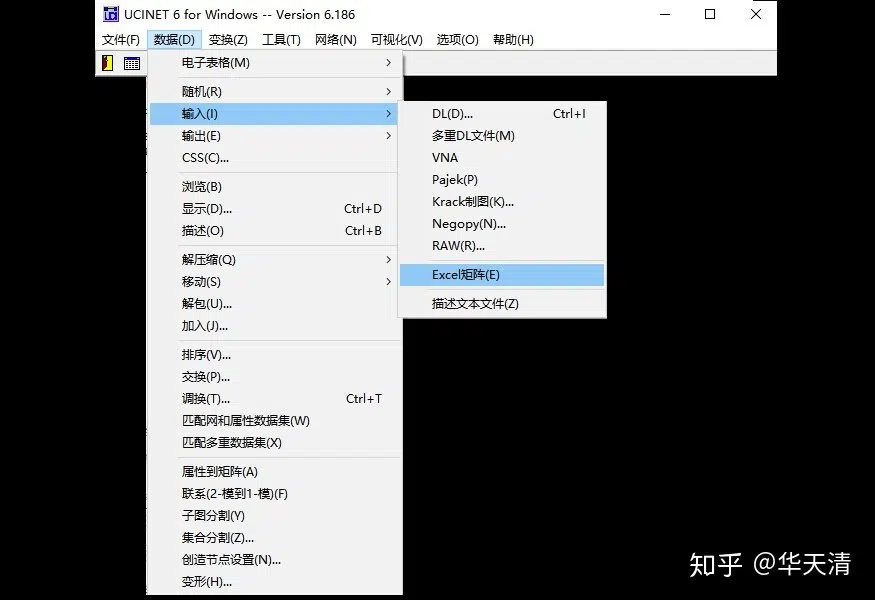 UCINET 6 for Windows -- Version 6.186
文件(F) 数据(D) 变换(Z) 工具(T) 网络(N) 可视化(V) 选项(O) 帮助(H)
电子表格(M)
随机(R)
输入(I)
输出(E)
CSS(C)...
浏览(B)
显示(D)... Ctrl+D
描述(O) Ctrl+B
解压缩(Q)
移动(S)
解包(U)...
加入(J)...
排序(V)...
交换(P)...
调换(T)... Ctrl+T
匹配网和属性数据集(W)
匹配多重数据集(X)
属性到矩阵(A)
联系(2-模到1-模)(F)
子图分割(Y)
集合分割(Z)...
创造节点设置(N)...
变形(H)...
DL(D)... Ctrl+I
多重DL文件(M)
VNA
Pajek(P)
Krack制图(K)...
Negopy(N)...
RAW(R)...
Excel矩阵(E)
描述文本文件(Z)
知乎 @华天清